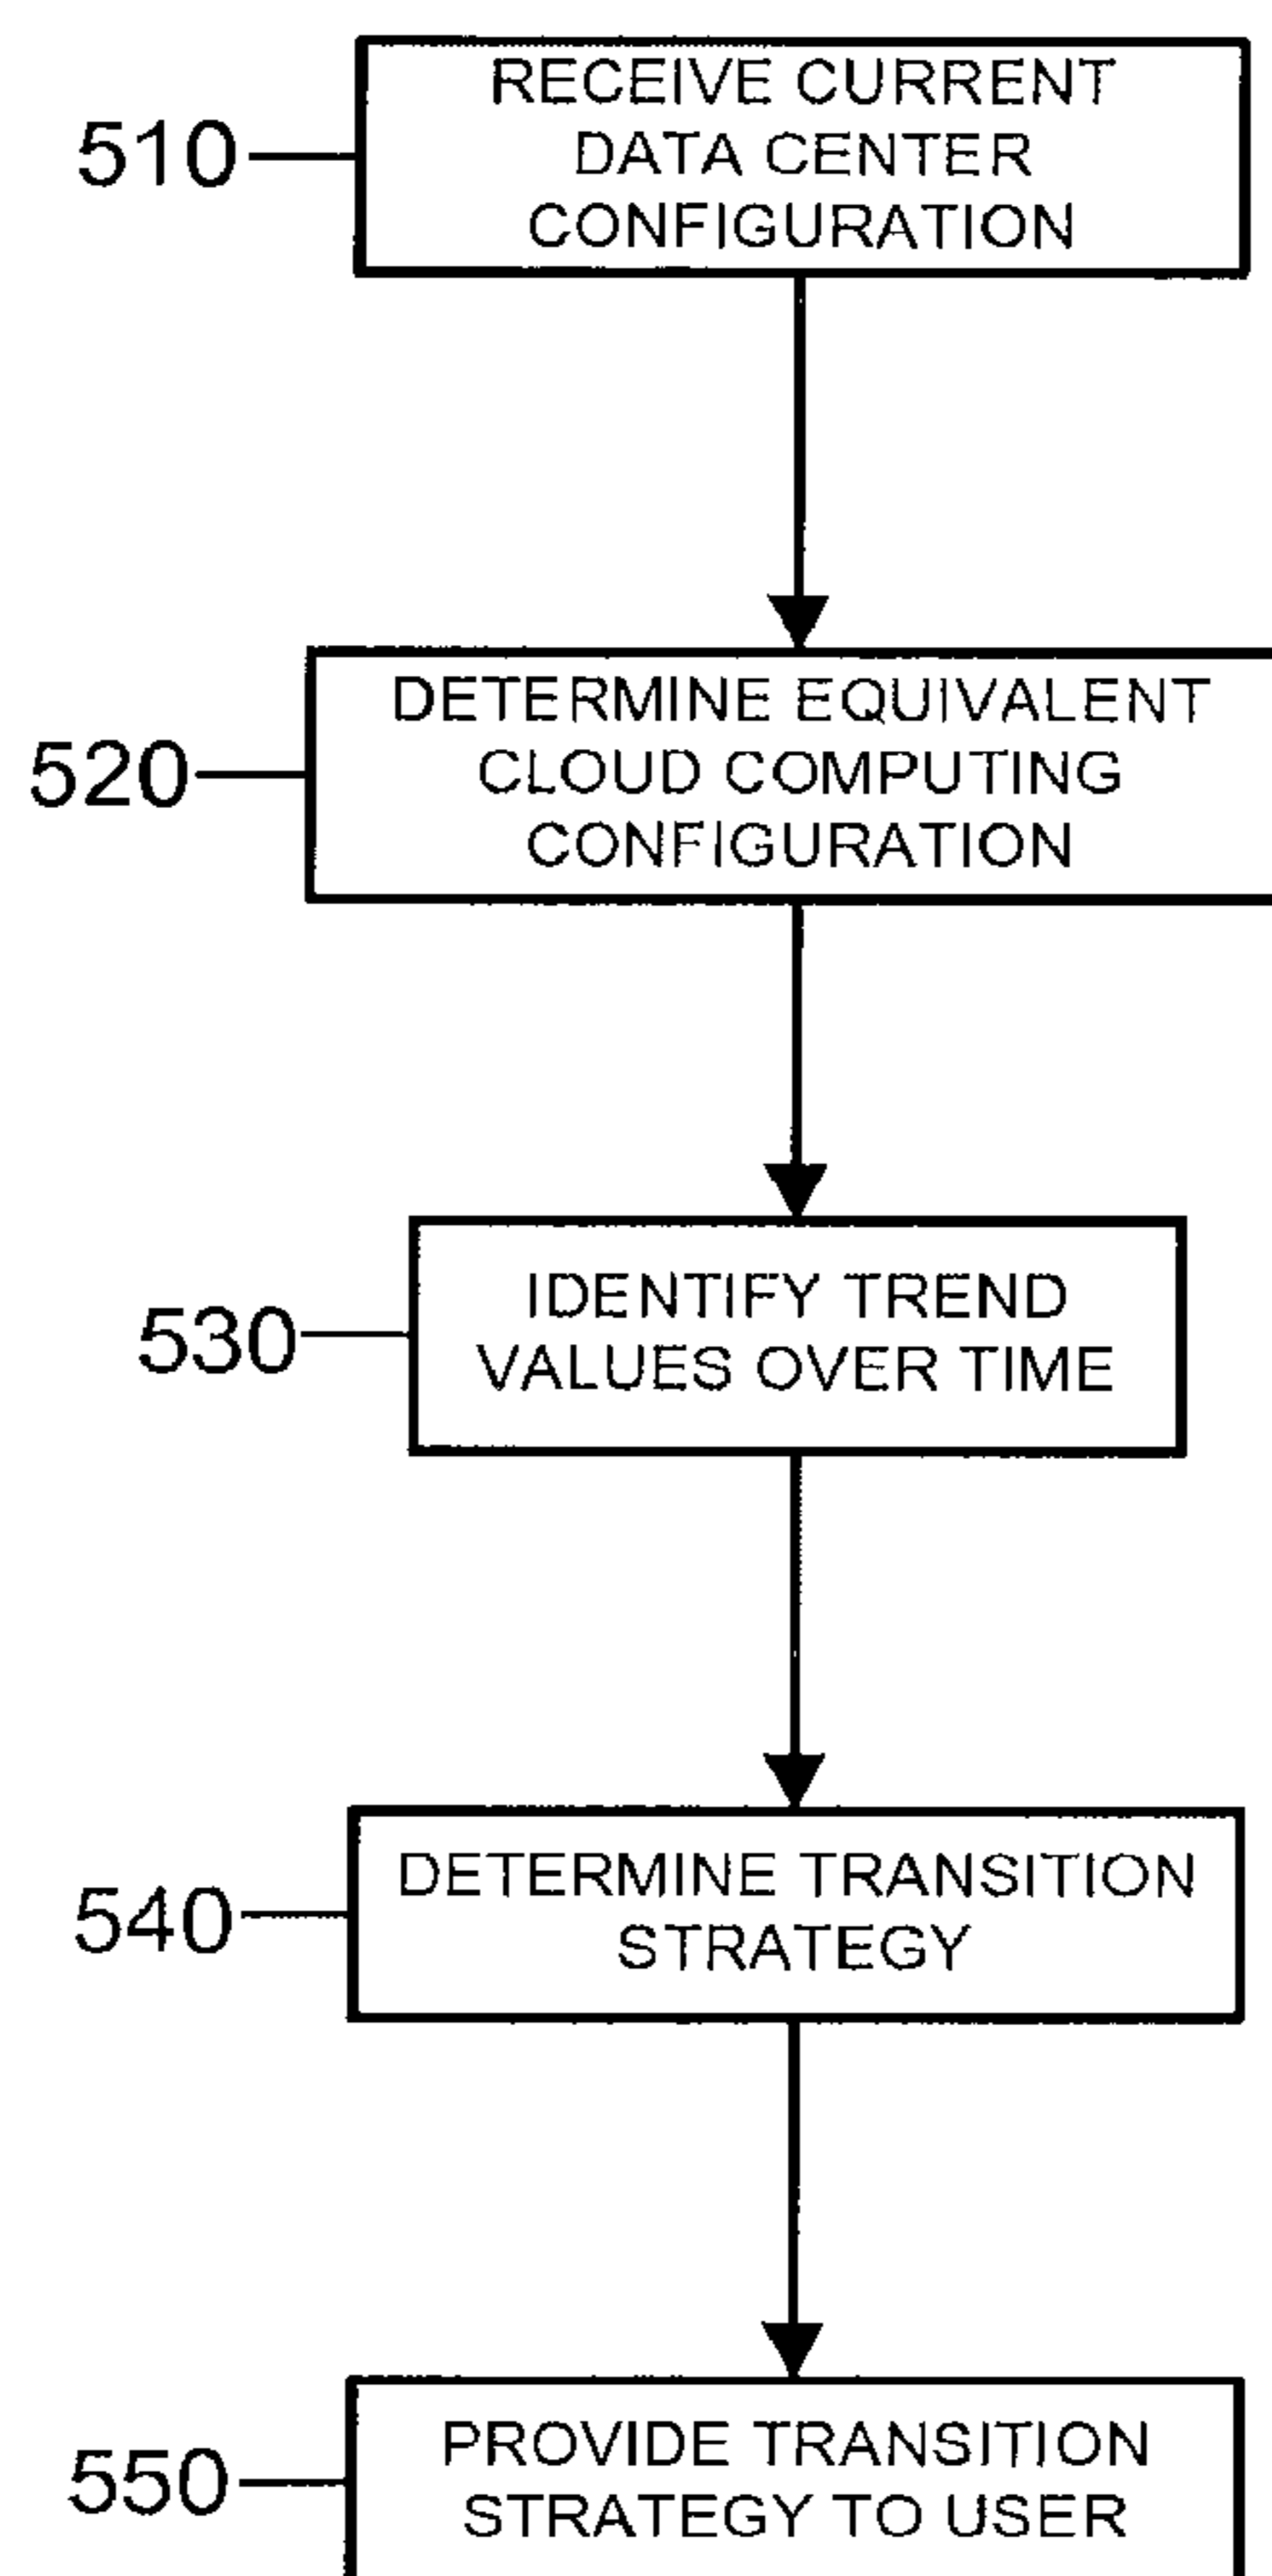 510
RECEIVE CURRENT
DATA CENTER
CONFIGURATION
520
DETERMINE EQUIVALENT
CLOUD COMPUTING
CONFIGURATION
530
IDENTIFY TREND
VALUES OVER TIME
540
DETERMINE TRANSITION
STRATEGY
550
PROVIDE TRANSITION
STRATEGY TO USER